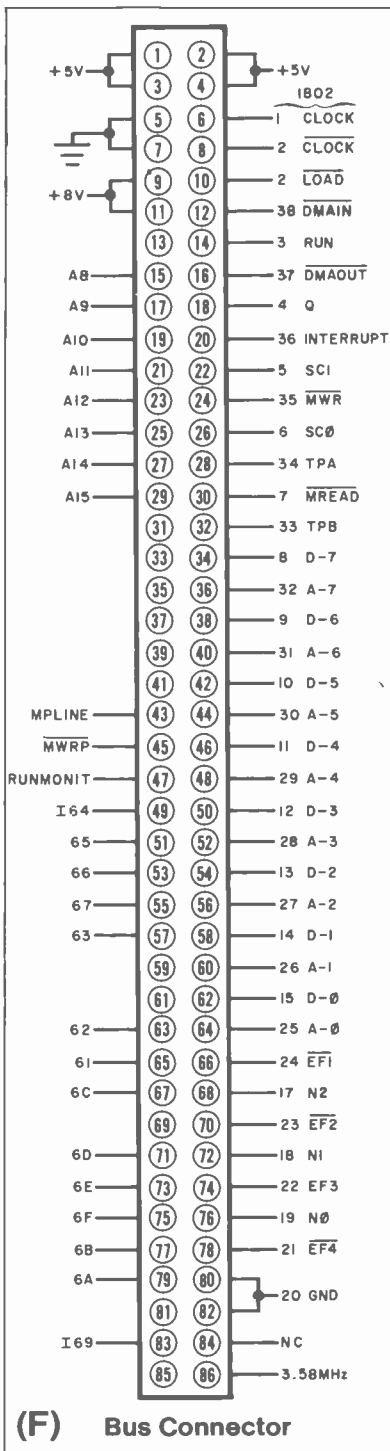 1 2
+5V 3 4 +5V
1802
5 6 1 CLOCK
7 8 2 CLOCK
+8V 9 10 2 LOAD
11 12 38 DMAIN
13 14 3 RUN
A8 15 16 37 DMAOUT
A9 17 18 4 Q
A10 19 20 36 INTERRUPT
A11 21 22 5 SC1
A12 23 24 35 MWR
A13 25 26 6 SCØ
A14 27 28 34 TPA
A15 29 30 7 MREAD
31 32 33 TPB
33 34 8 D-7
35 36 32 A-7
37 38 9 D-6
39 40 31 A-6
41 42 10 D-5
MPLINE 43 44 30 A-5
MWRP 45 46 11 D-4
RUNMONIT 47 48 29 A-4
I64 49 50 12 D-3
65 51 52 28 A-3
66 53 54 13 D-2
67 55 56 27 A-2
63 57 58 14 D-1
59 60 26 A-1
61 62 15 D-Ø
62 63 64 25 A-Ø
61 65 66 24 EF1
6C 67 68 17 N2
69 70 23 EF2
6D 71 72 18 N1
6E 73 74 22 EF3
6F 75 76 19 NØ
6B 77 78 21 EF4
6A 79 80
81 82 20 GND
I69 83 84 NC
85 86 3.58MHz
(F) Bus Connector